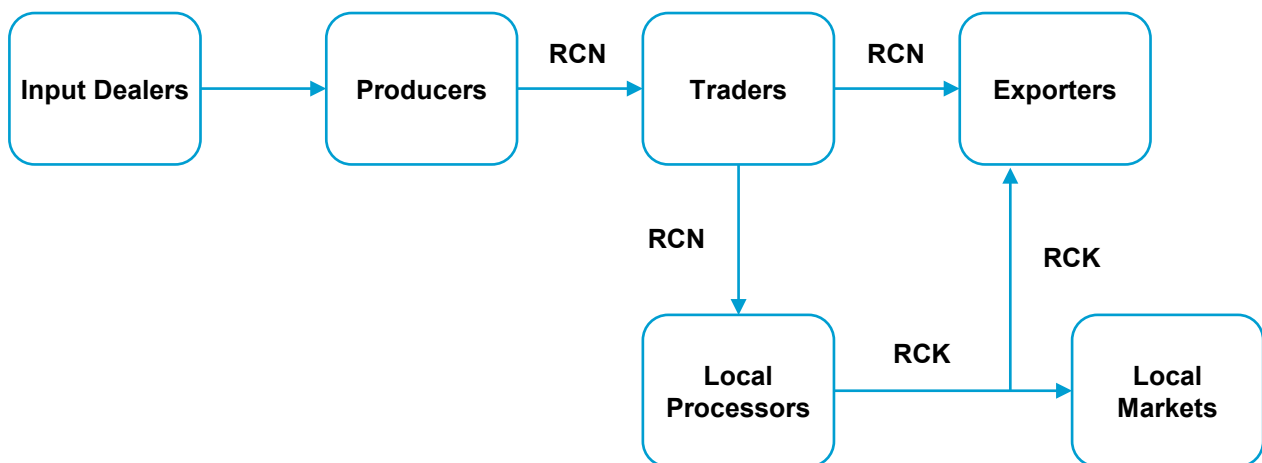 RCN
RCN
Input Dealers
Producers
Traders
Exporters
RCN
RCK
RCK
Local
Processors
Local
Markets